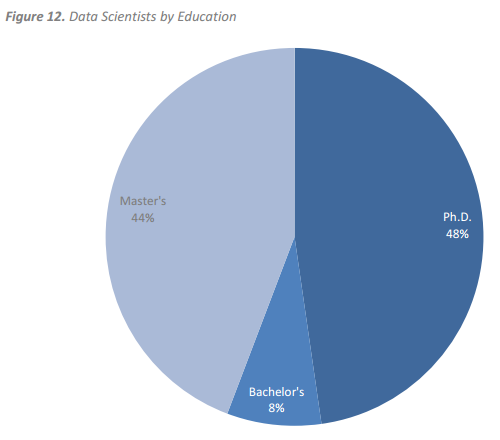 Figure 12. Data Scientists by Education
Master's
44%
Ph.D.
48%
Bachelor's
8%